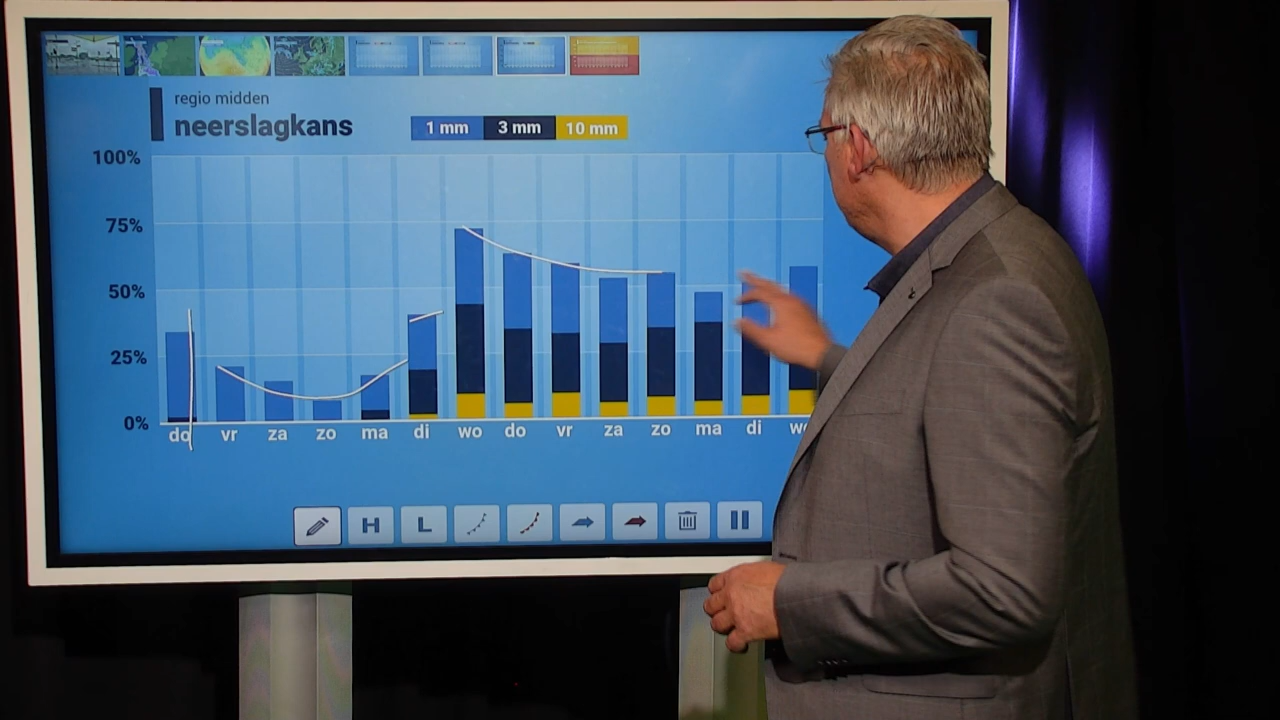 regio midden
neerslagkans
1 mm 3 mm 10 mm
100%
75%
50%
25%
0%
do vr za zo ma di wo do vr za zo ma di
H L